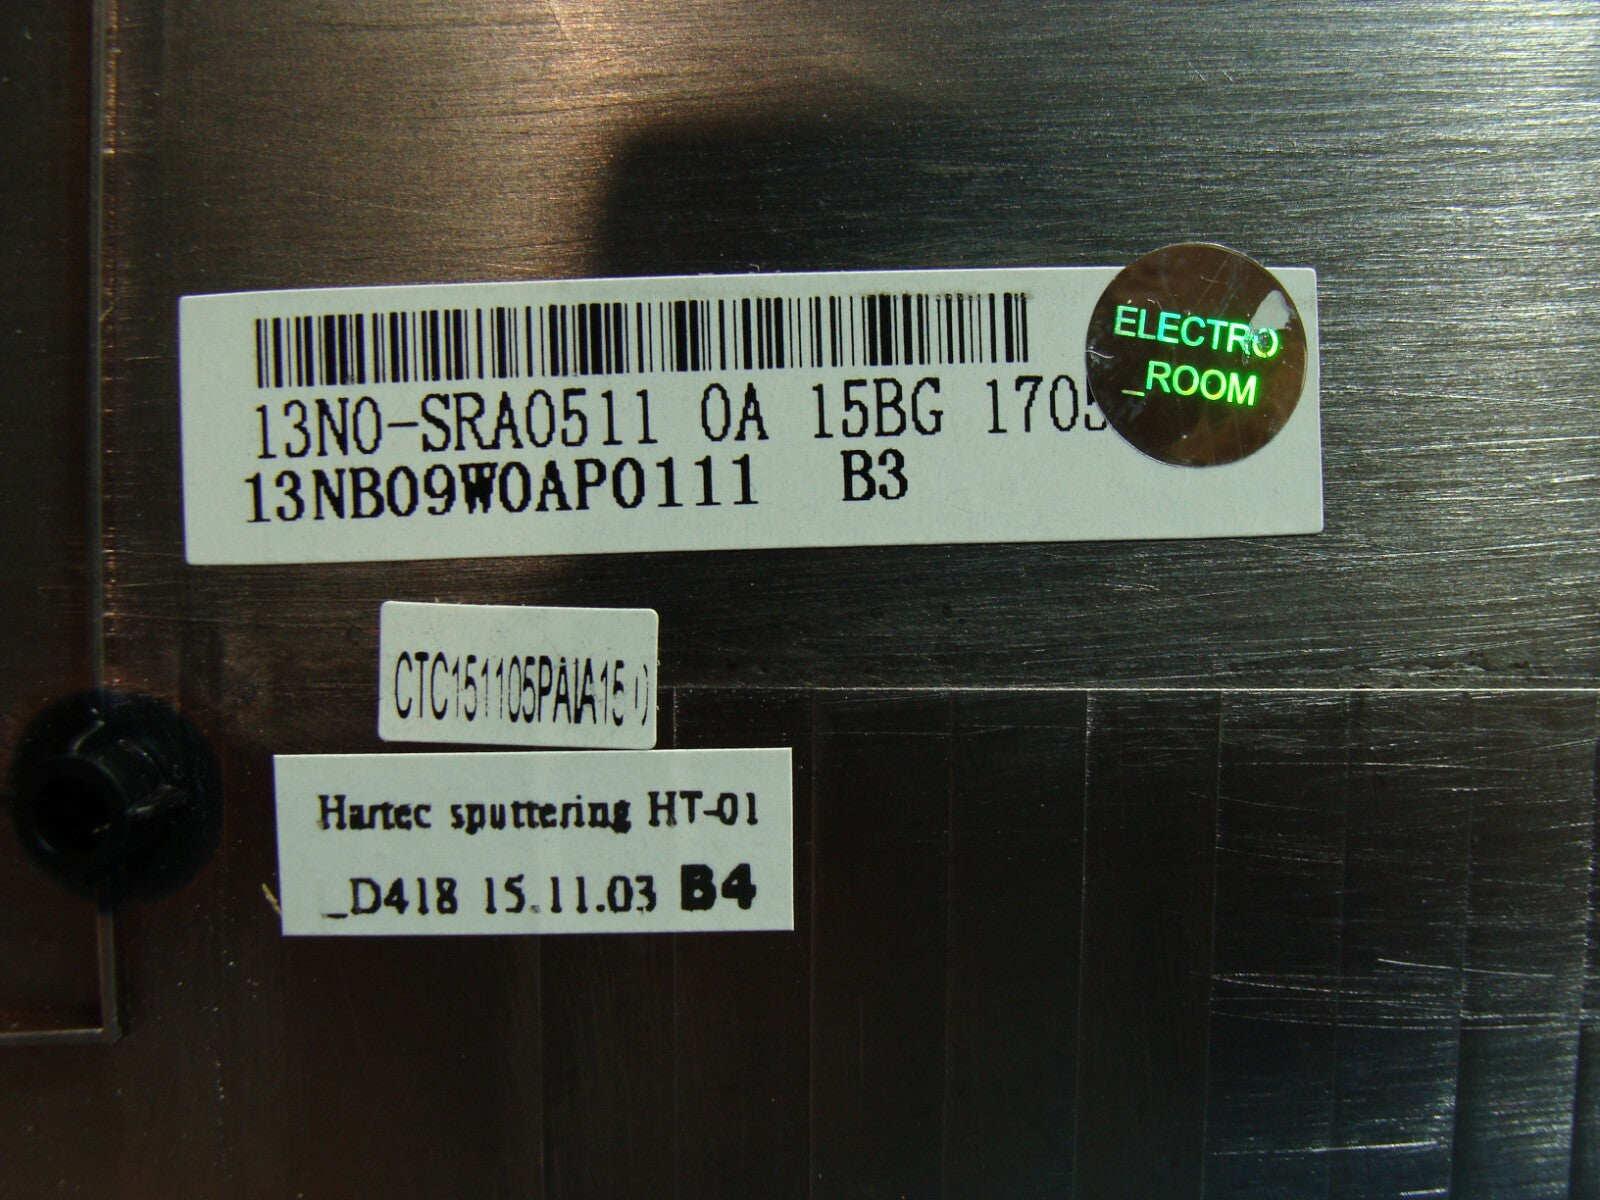 13N0-SRA0511 0A 15BG 1705
13NB09W0AP0111 B3
ELECTRO
_ROOM
CTC151105PAIA15
Hartec sputtering HT-01
_D418 15.11.03 B4